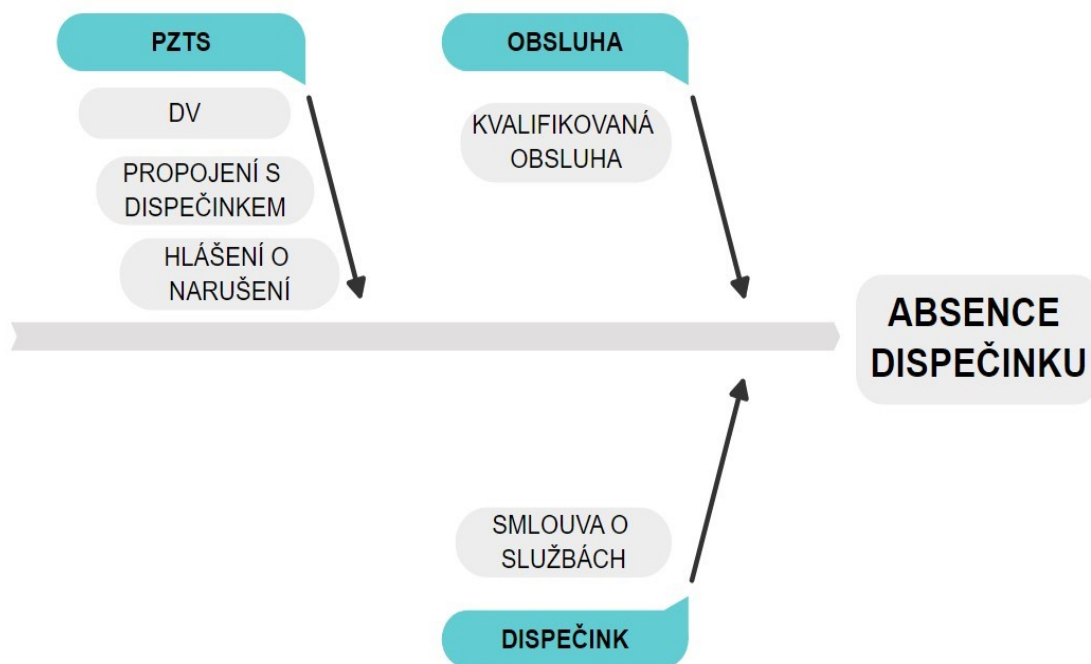 PZTS
DV
PROPOJENÍ S
DISPEČINKEM
HLÁŠENÍ O
NARUŠENÍ
OBSLUHA
KVALIFIKOVANÁ
OBSLUHA
ABSENCE
DISPEČINKU
SMLOUVA O
SLUŽBÁCH
DISPEČINK